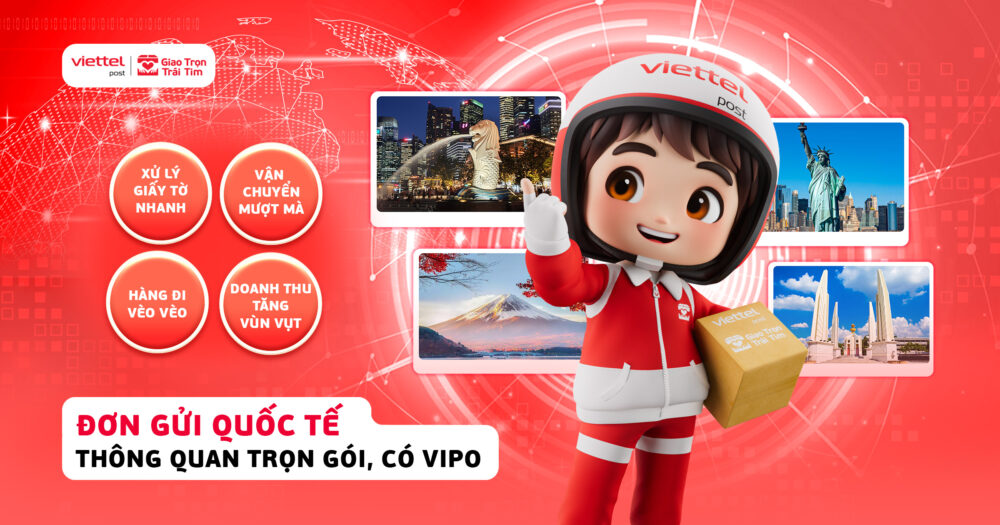 viettel
post
Giao Trọn
Trái Tim
XỬ LÝ
GIẤY TỜ
NHANH
VẬN
CHUYỂN
MƯỢT MÀ
HÀNG ĐI
VÈO VÈO
DOANH THU
TĂNG
VÙN VỤT
ĐƠN GỬI QUỐC TẾ
THÔNG QUAN TRỌN GÓI, CÓ VIPO
viettel
post
viettel
post
Giao Trọn
Trái Tim